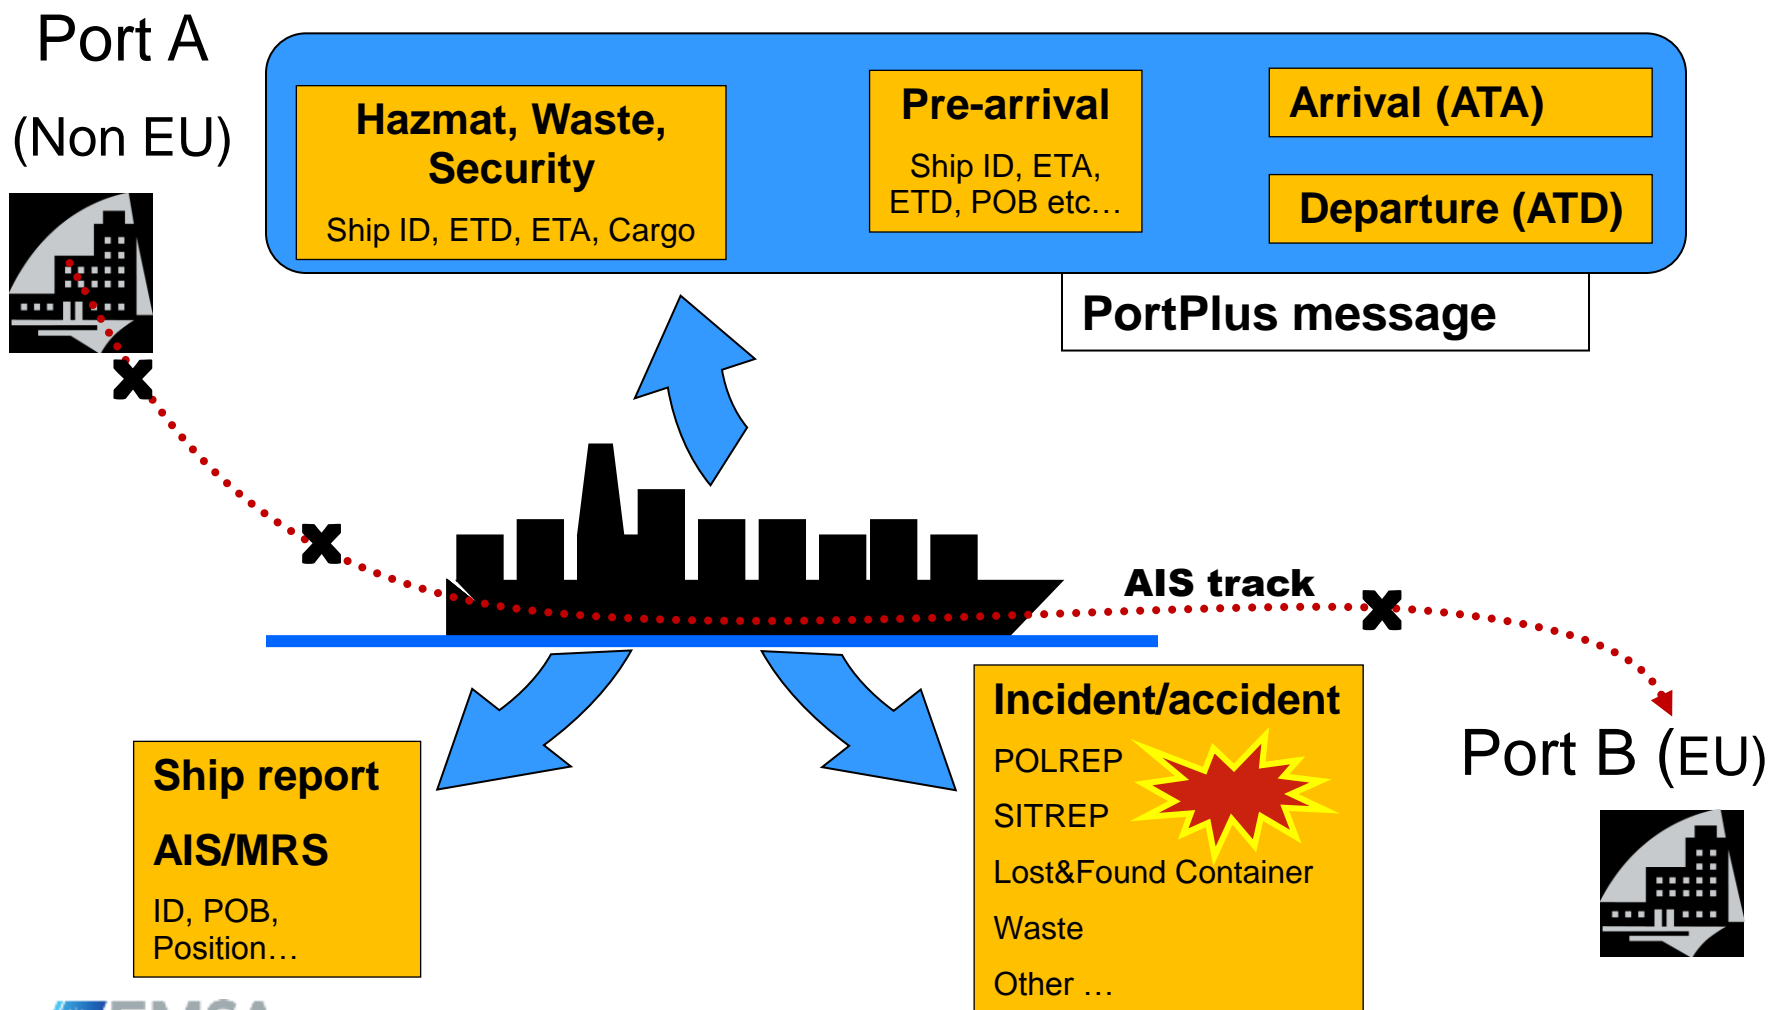 Port A
(Non EU)
Hazmat, Waste,
Security
Ship ID, ETD, ETA, Cargo
Pre-arrival
Ship ID, ETA,
ETD, POB etc…
Arrival (ATA)
Departure (ATD)
PortPlus message
AIS track
Ship report
AIS/MRS
ID, POB,
Position…
Incident/accident
POLREP
SITREP
Lost&Found Container
Waste
Other …
Port B (EU)
EMSA